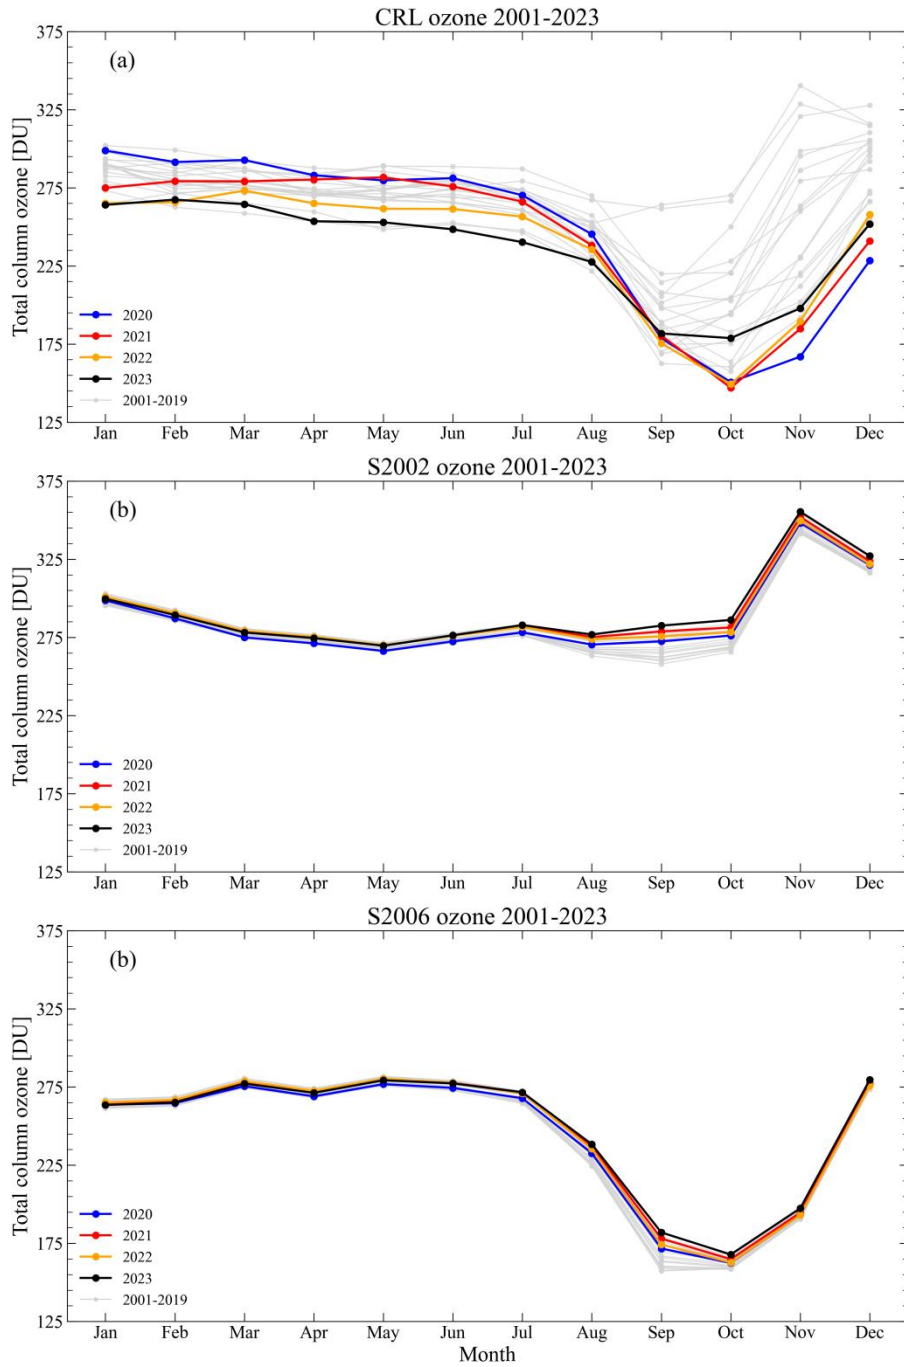 CRL ozone 2001-2023
375
(a)
325
275
225
175
125
Total column ozone [DU]
2020
2021
2022
2023
2001-2019
Jan Feb Mar Apr May Jun Jul Aug Sep Oct Nov Dec
S2002 ozone 2001-2023
375
(b)
325
275
225
175
125
Total column ozone [DU]
2020
2021
2022
2023
2001-2019
Jan Feb Mar Apr May Jun Jul Aug Sep Oct Nov Dec
S2006 ozone 2001-2023
375
(b)
325
275
225
175
125
Total column ozone [DU]
2020
2021
2022
2023
2001-2019
Jan Feb Mar Apr May Jun Jul Aug Sep Oct Nov Dec
Month